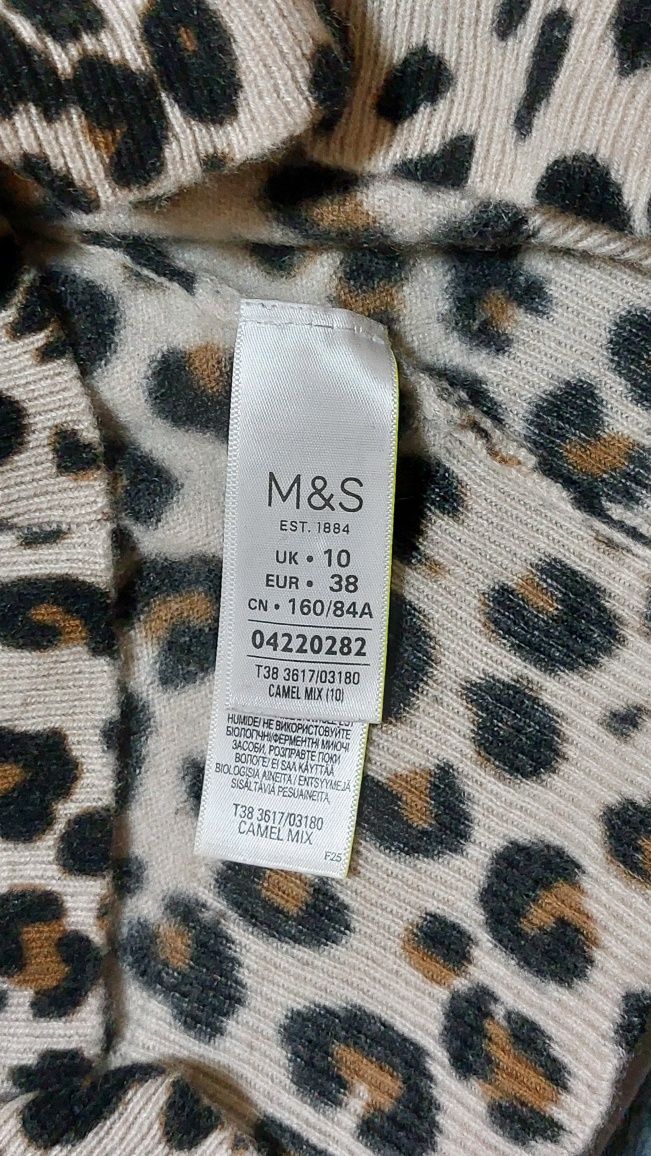 M&S
EST. 1884
UK • 10
EUR • 38
CN • 160/84A
04220282
T38 3617/03180
CAMEL MIX (10)
HUMIDE/ НЕ ВИКОРИСТОВУЙТЕ
БІОЛОГІЧНІ/ФЕРМЕНТНІ МИЮЧІ
ЗАСОБИ, РОЗПРАВТЕ ПОКИ
ВОЛОГЕ/ EI SAA KÄYTTÄÄ
BIOLOGISIA AINEITA / ENTSYYMEJÄ
SISÄLTÄVIÄ PESUAINEITA,
T38 3617/03180
CAMEL MIX
F25